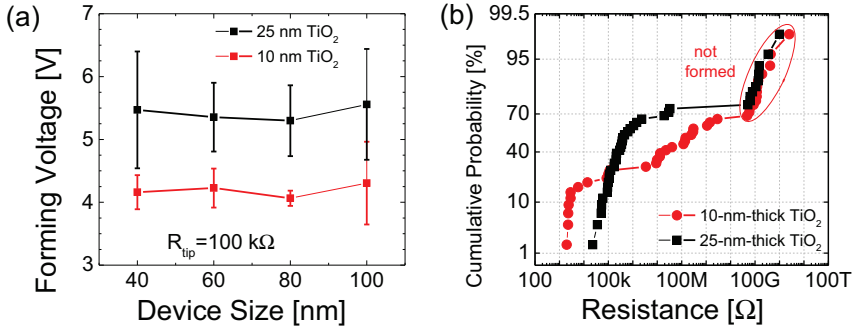 (a)
25 nm TiO₂
10 nm TiO₂
Forming Voltage [V]
7
6
5
4
3
R_tip=100 kΩ
40 60 80 100
Device Size [nm]
(b)
99.5
95
70
40
10
1
Cumulative Probability [%]
not
formed
10-nm-thick TiO₂
25-nm-thick TiO₂
100 100k 100M 100G 100T
Resistance [Ω]